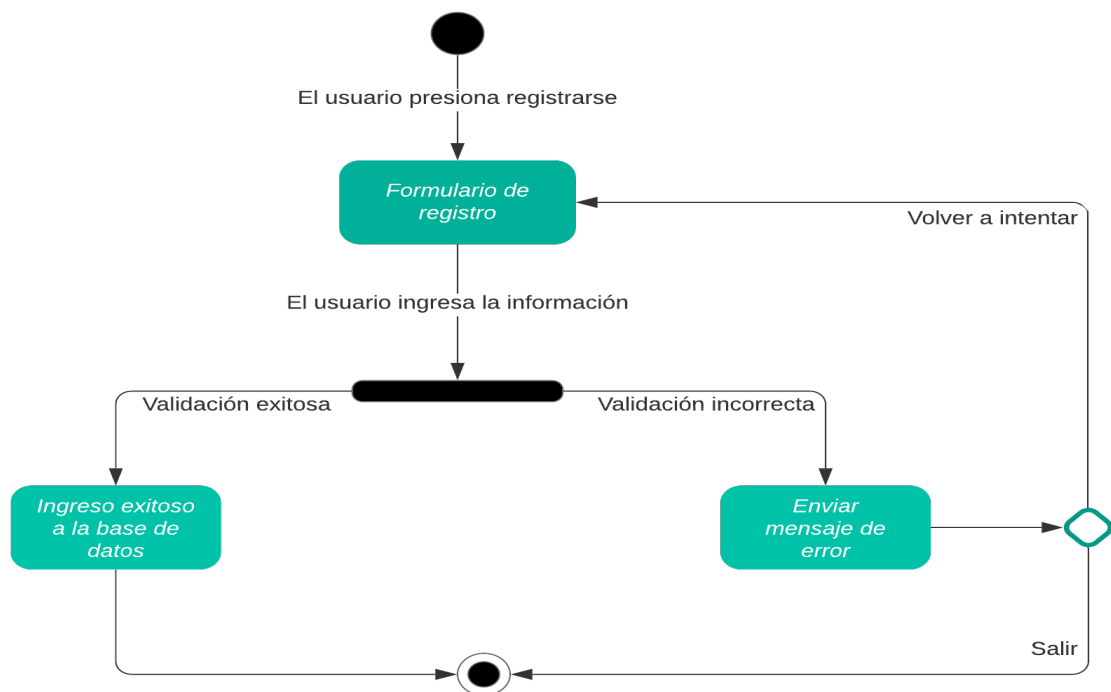 El usuario presiona registrarse
Formulario de
registro
Volver a intentar
El usuario ingresa la información
Validación exitosa
Validación incorrecta
Ingreso exitoso
a la base de
datos
Enviar
mensaje de
error
Salir